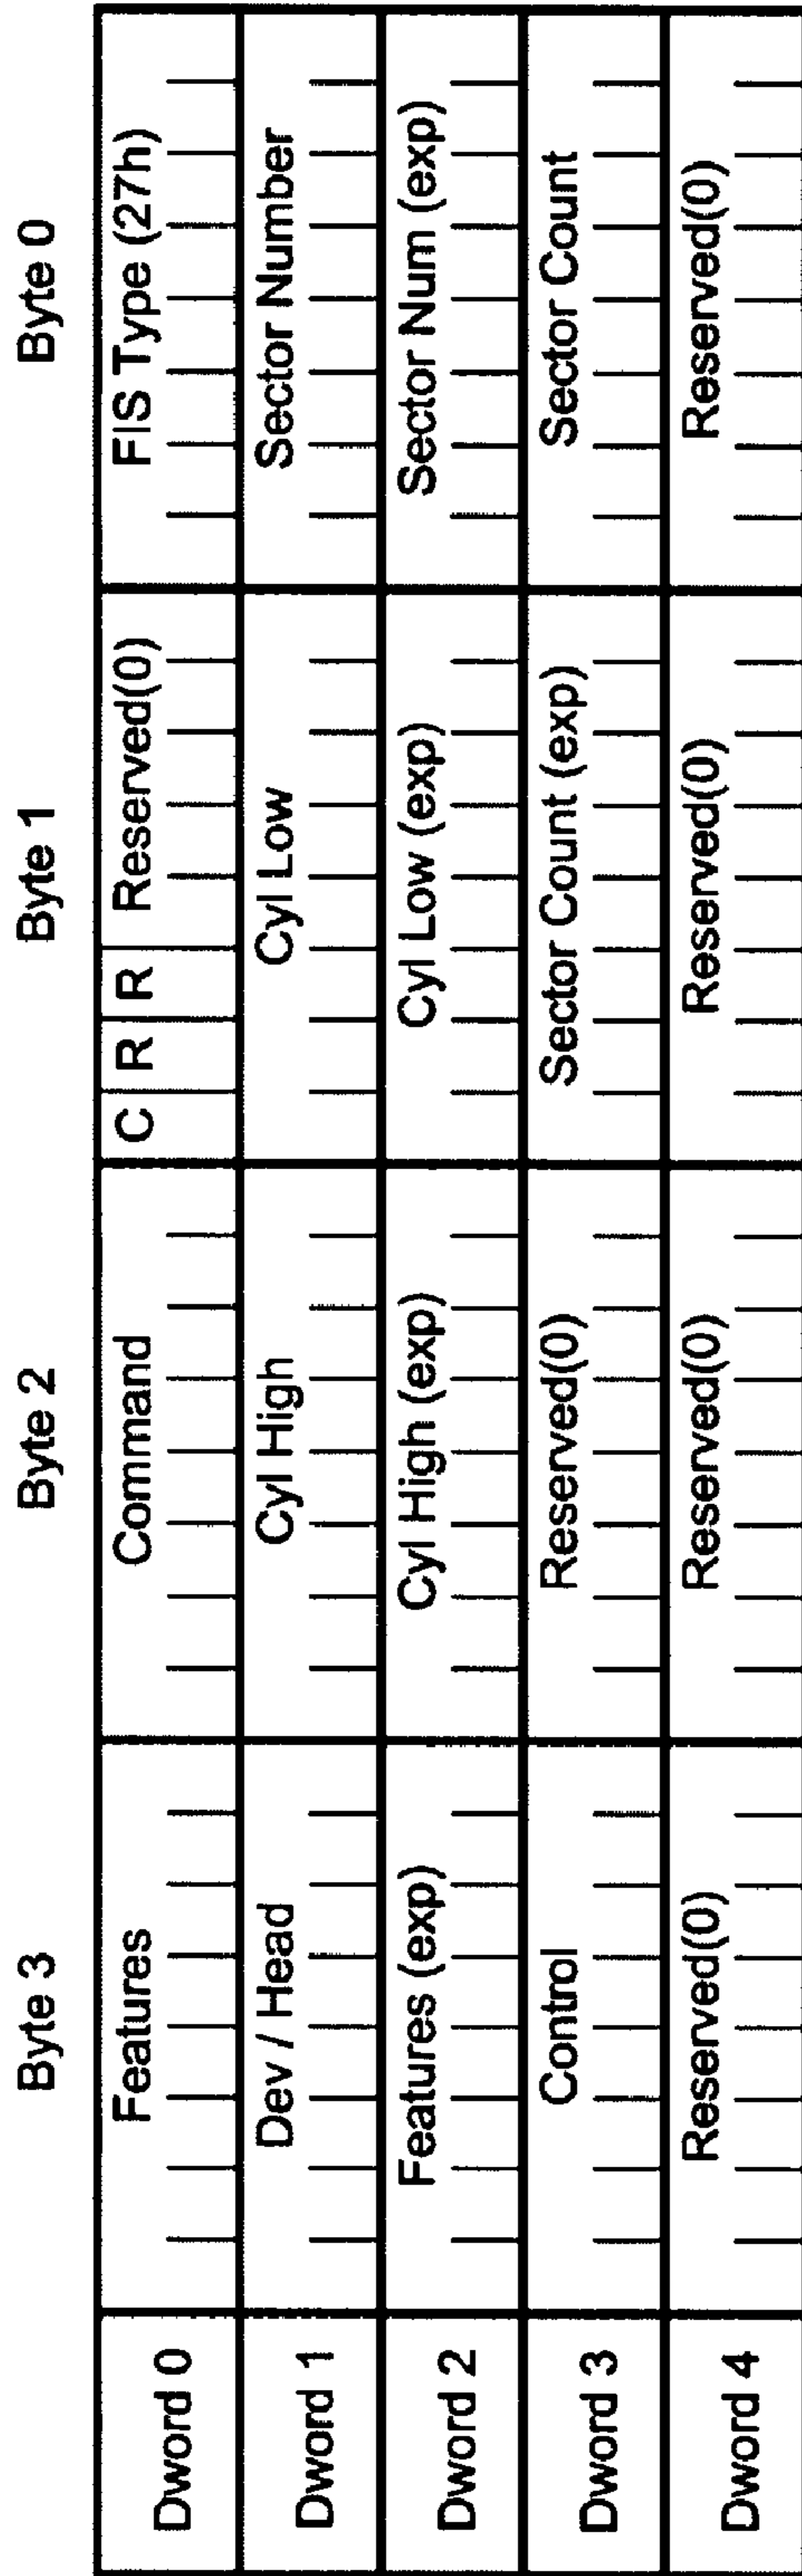 Byte 3 Byte 2 Byte 1 Byte 0
Dword 0 Features Command C R R Reserved(0) FIS Type (27h)
Dword 1 Dev / Head Cyl High Cyl Low Sector Number
Dword 2 Features (exp) Cyl High (exp) Cyl Low (exp) Sector Num (exp)
Dword 3 Control Reserved(0) Sector Count (exp) Sector Count
Dword 4 Reserved(0) Reserved(0) Reserved(0) Reserved(0)